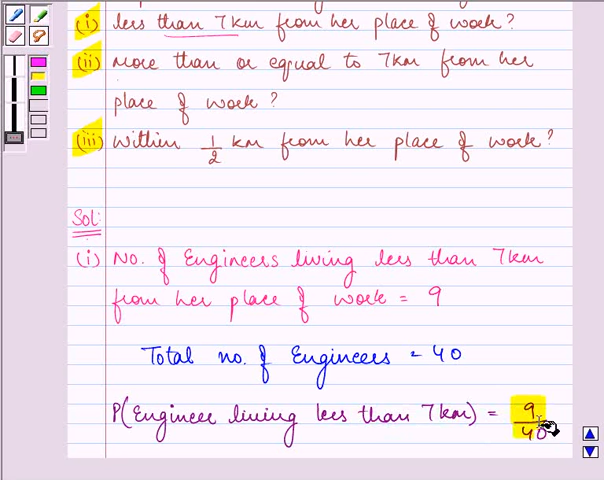 (i) less than 7km from her place of work?
(ii) more than or equal to 7km from her
place of work?
(iii) Within 1/2 km from her place of work?
Sol:
(i) No. of Engineers living less than 7km
from her place of work = 9
Total no. of Engineers = 40
P(Engineer living less than 7km) = 9/40